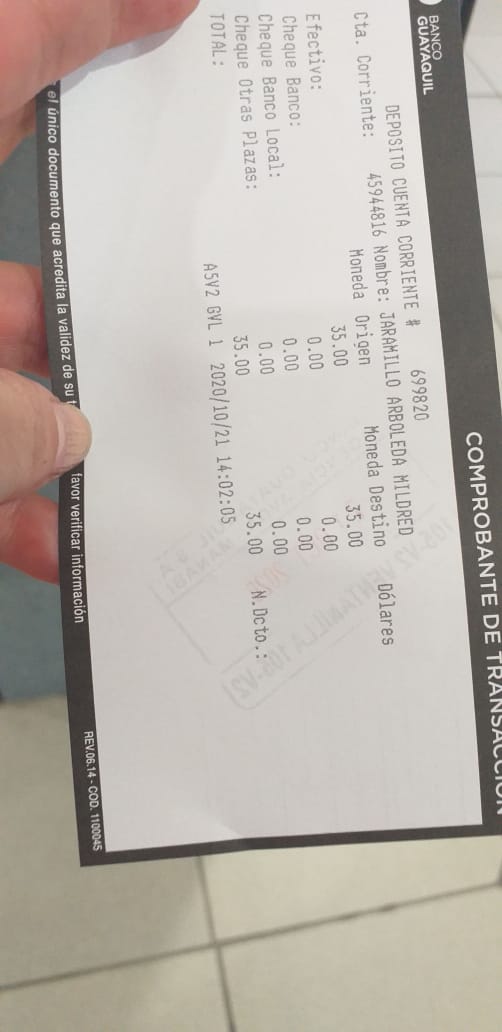 COMPROBANTE DE TRANSACCIÓN
BANCO
GUAYAQUIL
DEPOSITO CUENTA CORRIENTE # 699820
Cta. Corriente: 45944816 Nombre: JARAMILLO ARBOLEDA MILDRED
Moneda Origen Moneda Destino Dólares
Efectivo: 35.00 35.00
Cheque Banco: 0.00 0.00
Cheque Banco Local: 0.00 0.00
Cheque Otras Plazas: 0.00 0.00
TOTAL: 35.00 35.00 N.Dcto.:
A5V2 GVL 1 2020/10/21 14:02:05
el único documento que acredita la validez de su favor verificar información
REV.06.14 - COD. 1100045